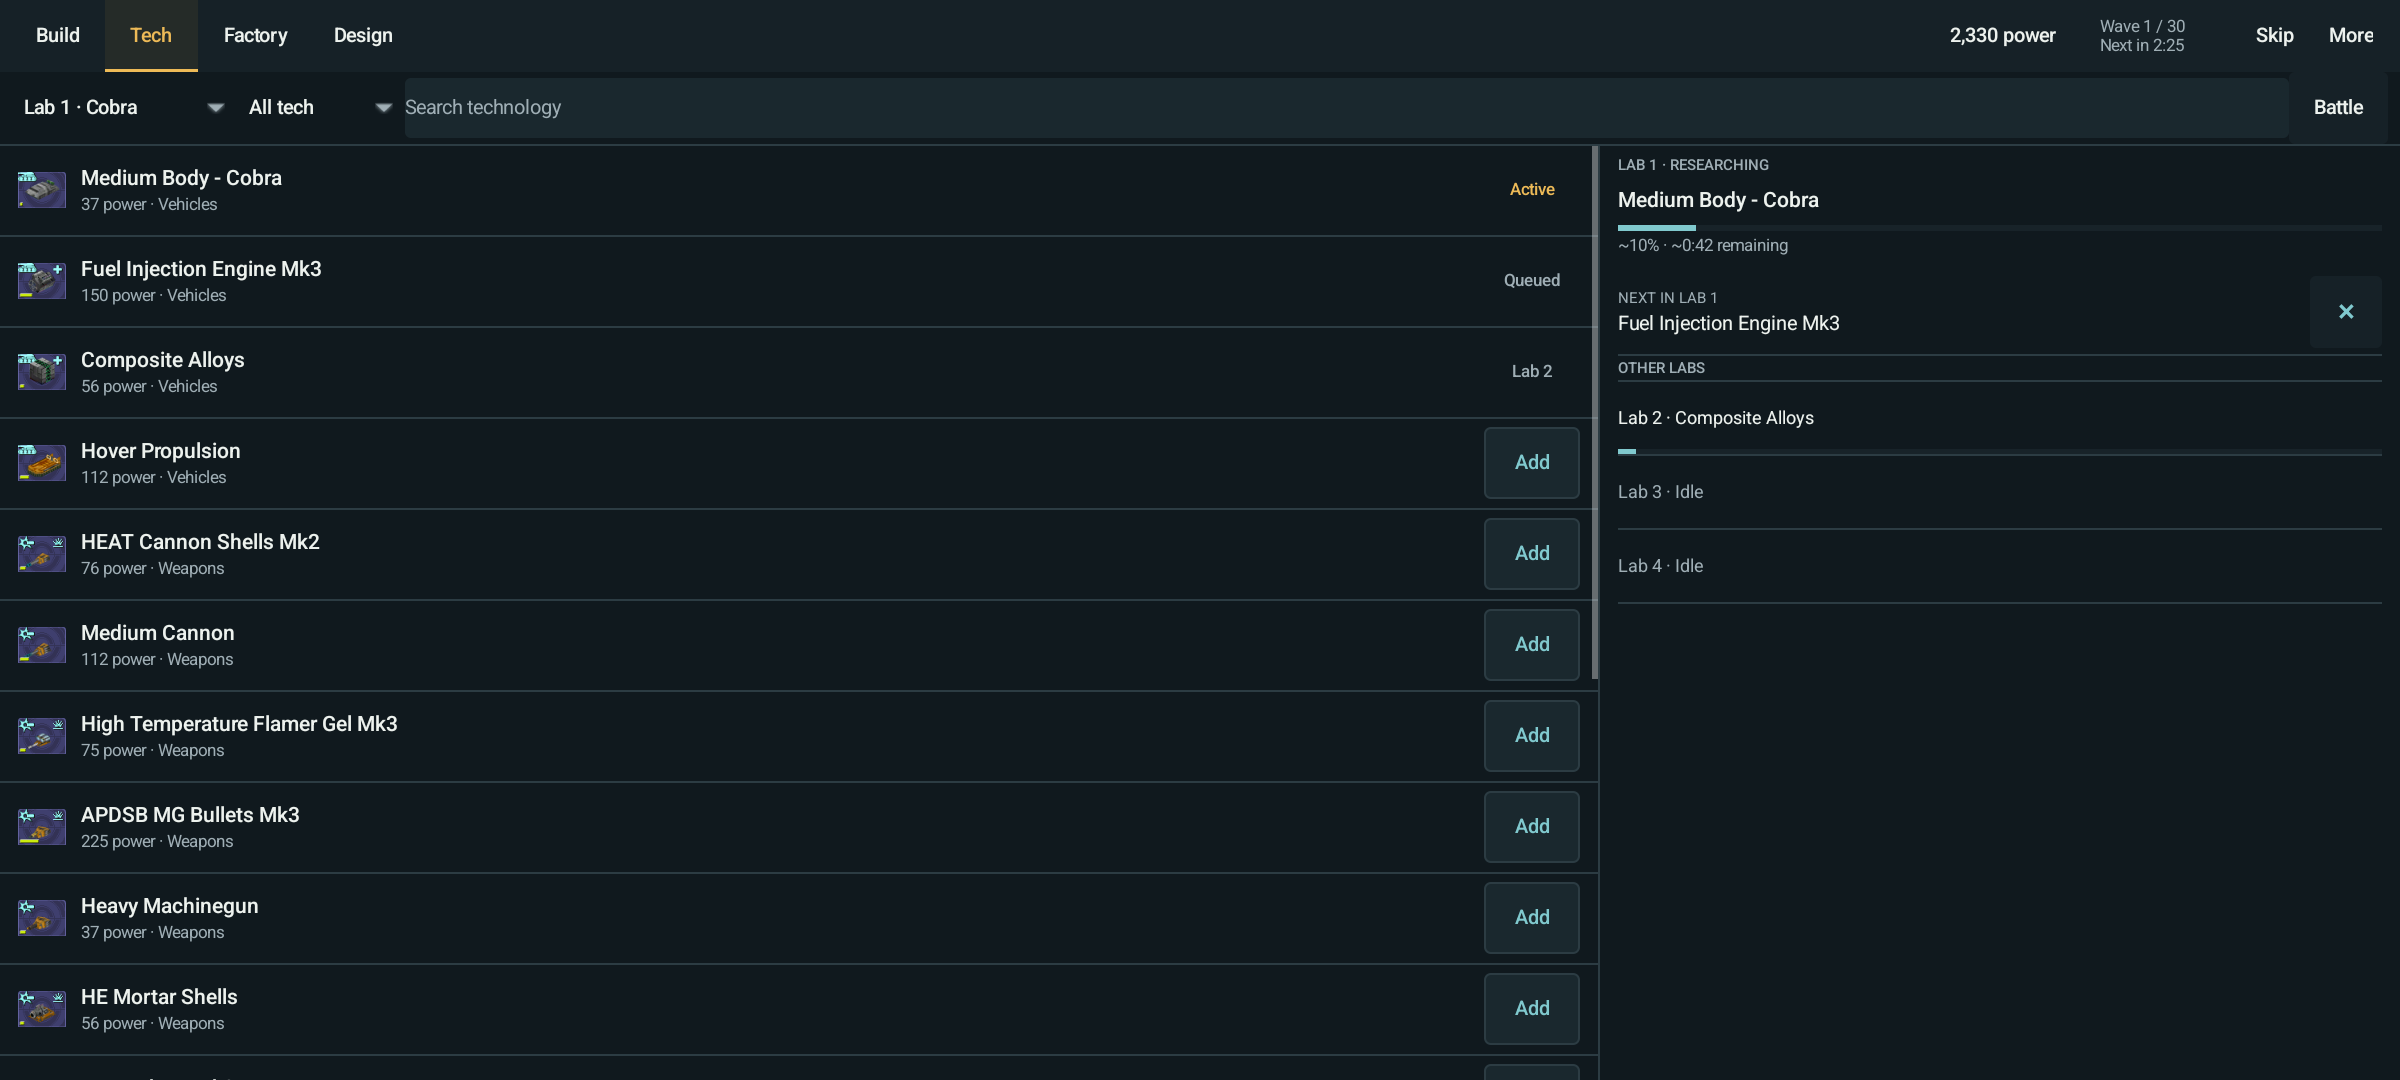 Build
Tech
Factory
Design
2,330 power
Wave 1 / 30
Next in 2:25
Skip
More
Lab 1 · Cobra
All tech
Search technology
Battle
Medium Body - Cobra
37 power · Vehicles
Active
Fuel Injection Engine Mk3
150 power · Vehicles
Queued
Composite Alloys
56 power · Vehicles
Lab 2
Hover Propulsion
112 power · Vehicles
Add
HEAT Cannon Shells Mk2
76 power · Weapons
Add
Medium Cannon
112 power · Weapons
Add
High Temperature Flamer Gel Mk3
75 power · Weapons
Add
APDSB MG Bullets Mk3
225 power · Weapons
Add
Heavy Machinegun
37 power · Weapons
Add
HE Mortar Shells
56 power · Weapons
Add
LAB 1 · RESEARCHING
Medium Body - Cobra
~10% · ~0:42 remaining
NEXT IN LAB 1
Fuel Injection Engine Mk3
OTHER LABS
Lab 2 · Composite Alloys
Lab 3 · Idle
Lab 4 · Idle